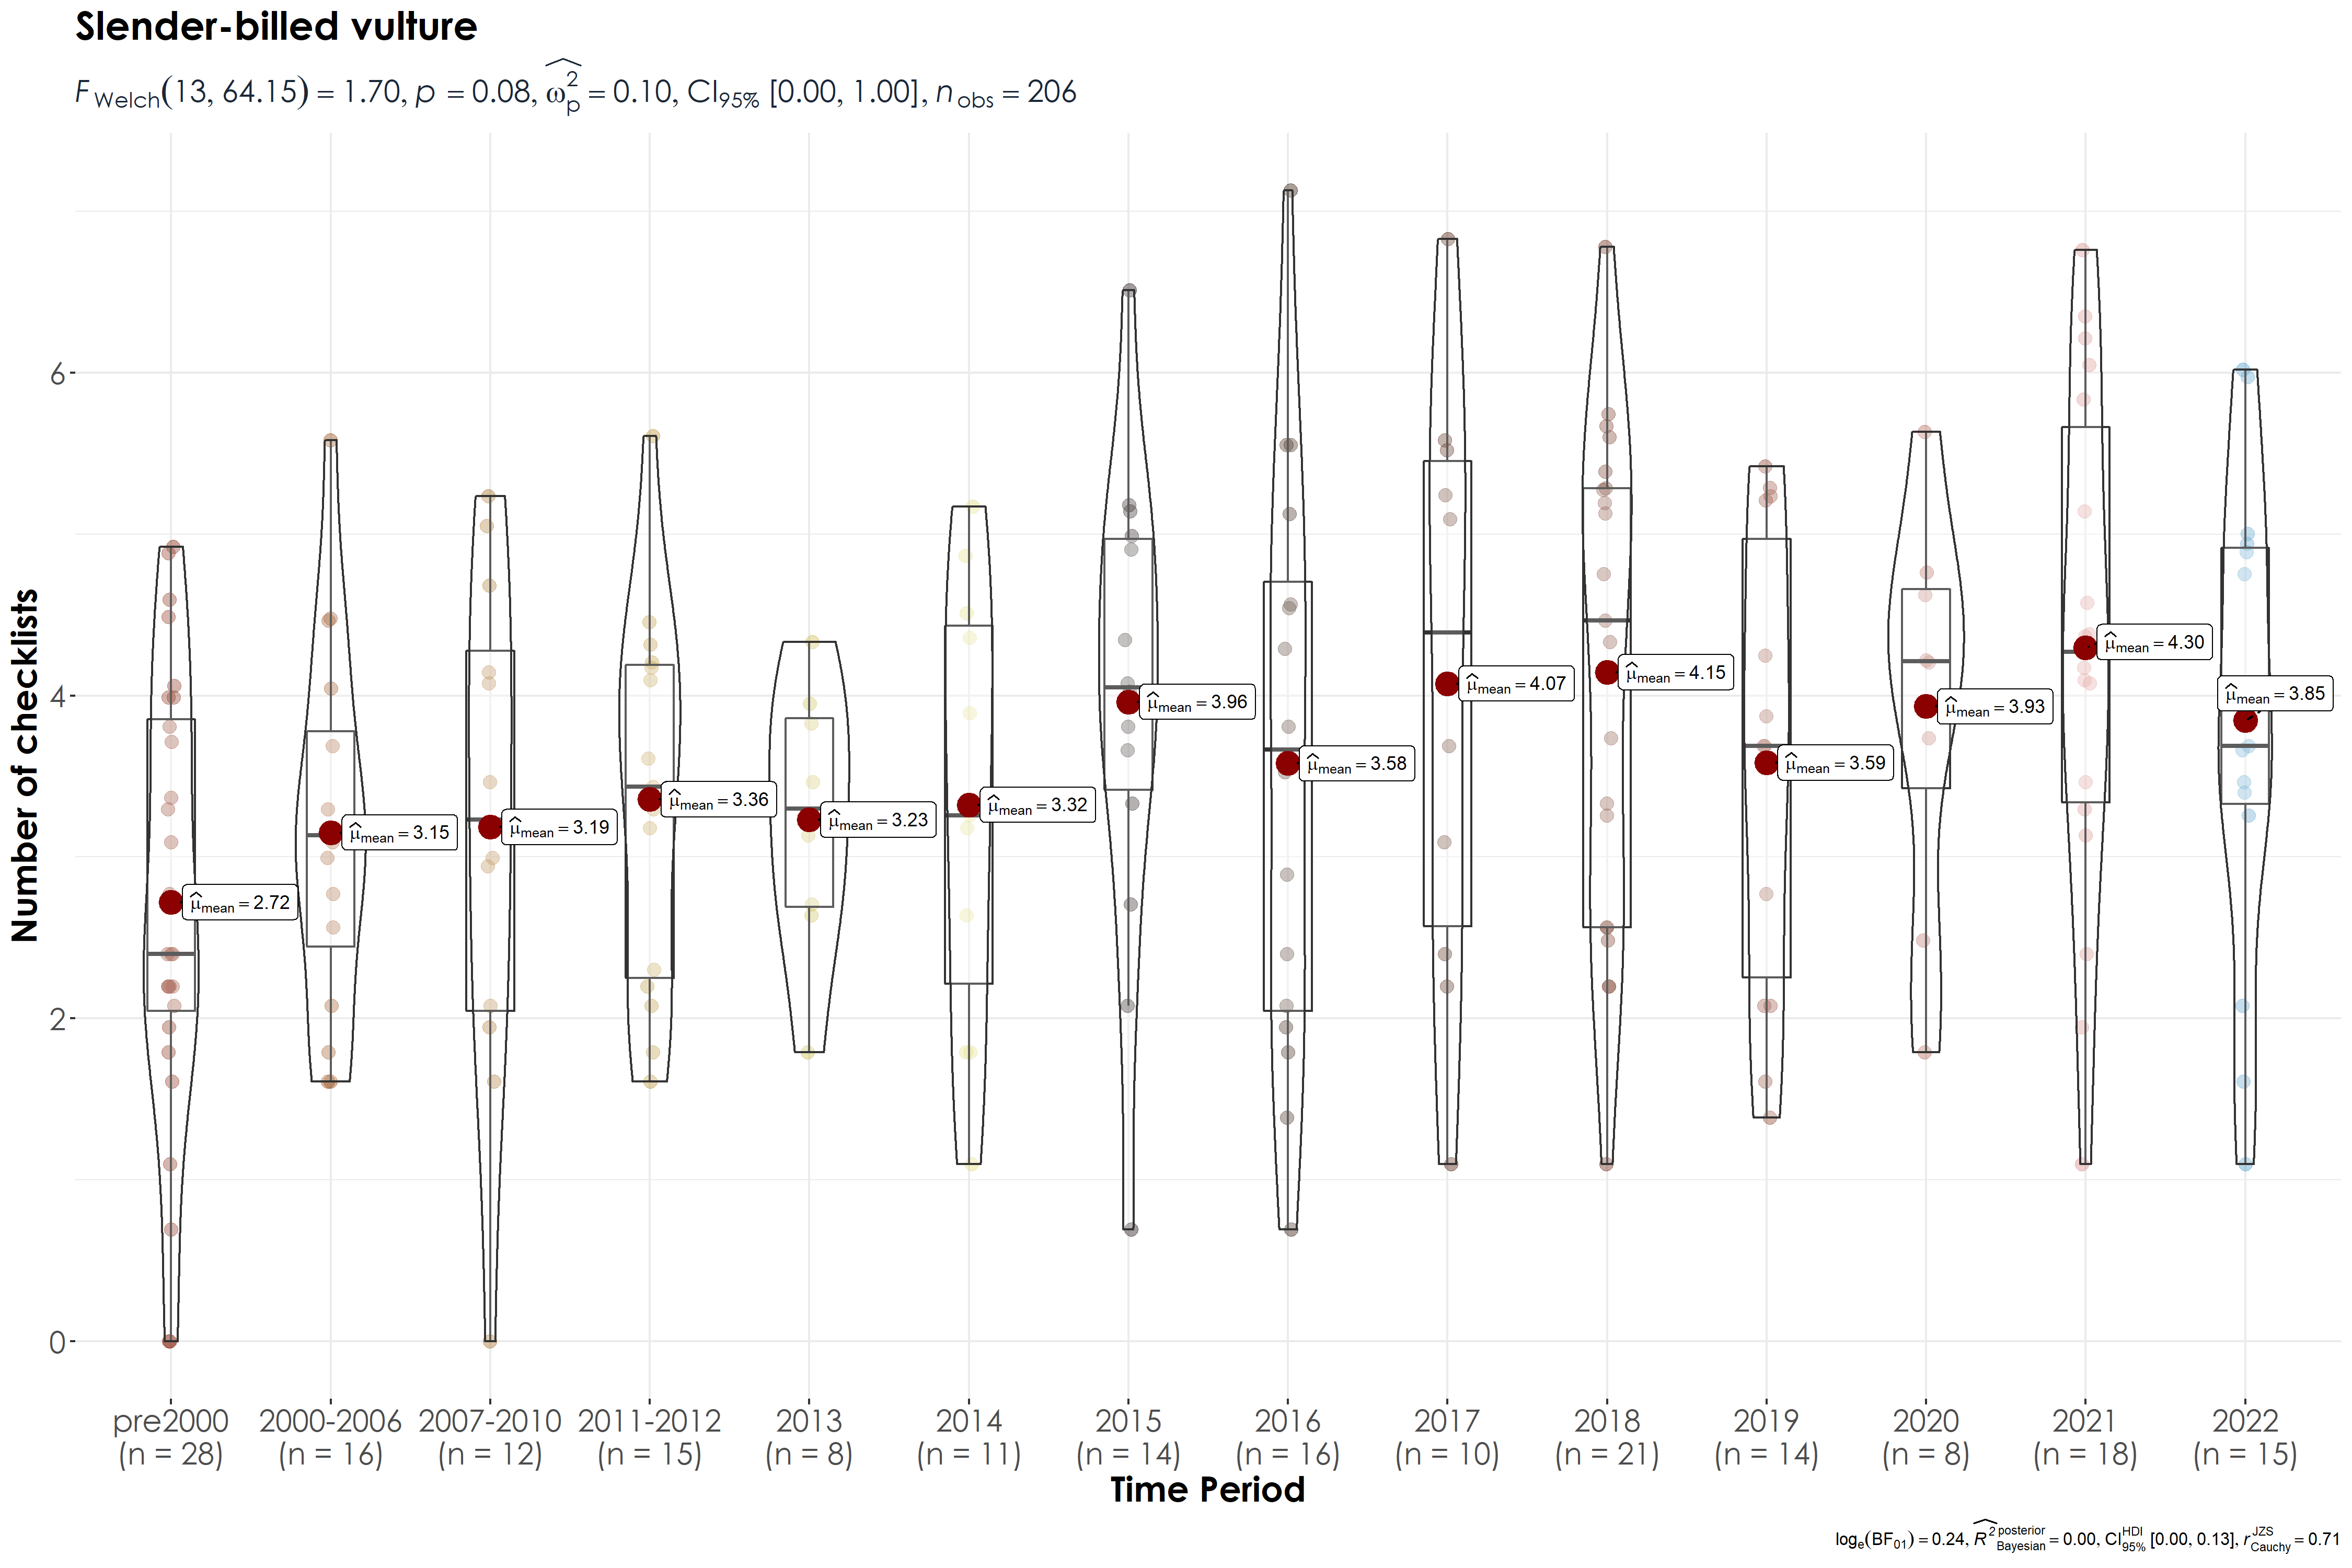 Slender-billed vulture
F Welch(13, 64.15) = 1.70, p = 0.08, ω̂²p = 0.10, CI95% [0.00, 1.00], nobs = 206
Number of checklists
6
4
2
0
μ̂mean = 2.72
μ̂mean = 3.15
μ̂mean = 3.19
μ̂mean = 3.36
μ̂mean = 3.23
μ̂mean = 3.32
μ̂mean = 3.96
μ̂mean = 3.58
μ̂mean = 4.07
μ̂mean = 4.15
μ̂mean = 3.59
μ̂mean = 3.93
μ̂mean = 4.30
μ̂mean = 3.85
pre2000 2000-2006 2007-2010 2011-2012 2013 2014 2015 2016 2017 2018 2019 2020 2021 2022
(n = 28) (n = 16) (n = 12) (n = 15) (n = 8) (n = 11) (n = 14) (n = 16) (n = 10) (n = 21) (n = 14) (n = 8) (n = 18) (n = 15)
Time Period
loge(BF01) = 0.24, R̂² posterior Bayesian = 0.00, CI HDI 95% [0.00, 0.13], r JZS Cauchy = 0.71